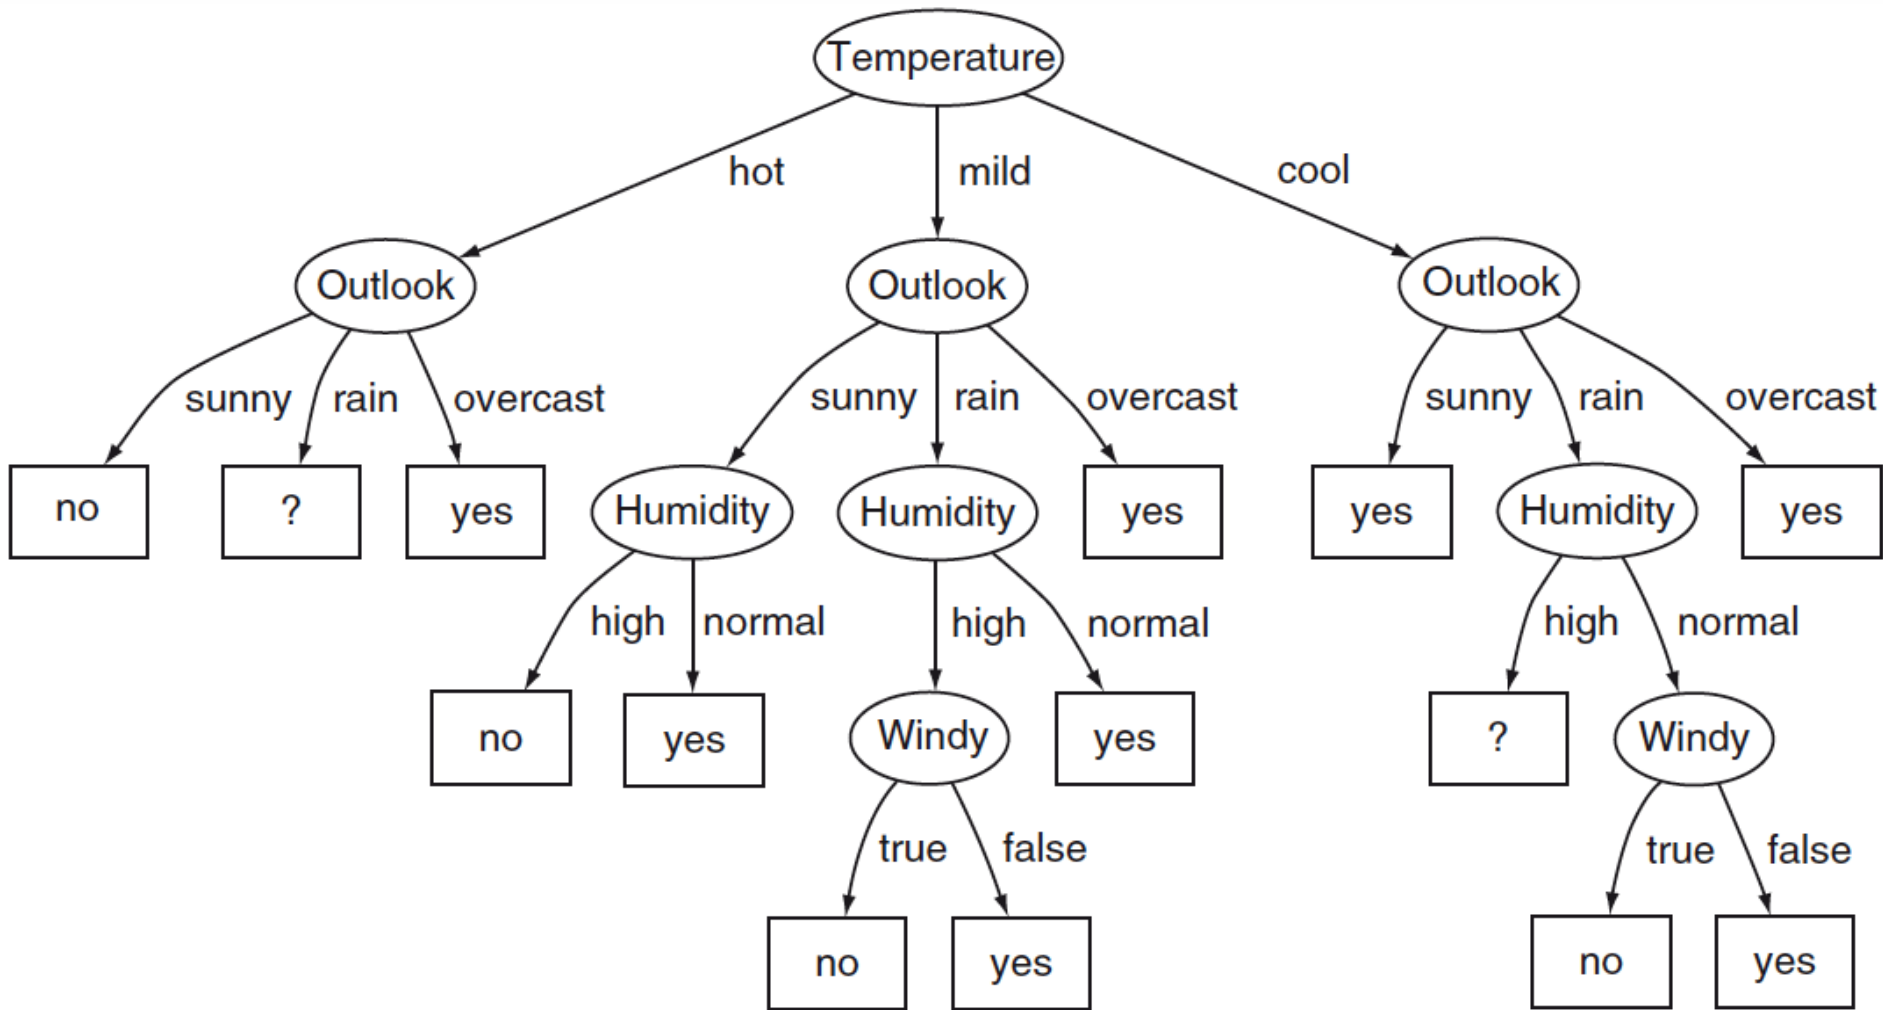 Temperature
hot mild cool
Outlook Outlook Outlook
sunny rain overcast sunny rain overcast sunny rain overcast
no ? yes Humidity Humidity yes yes Humidity yes
high normal high normal high normal
no yes Windy yes ? Windy
true false true false
no yes no yes